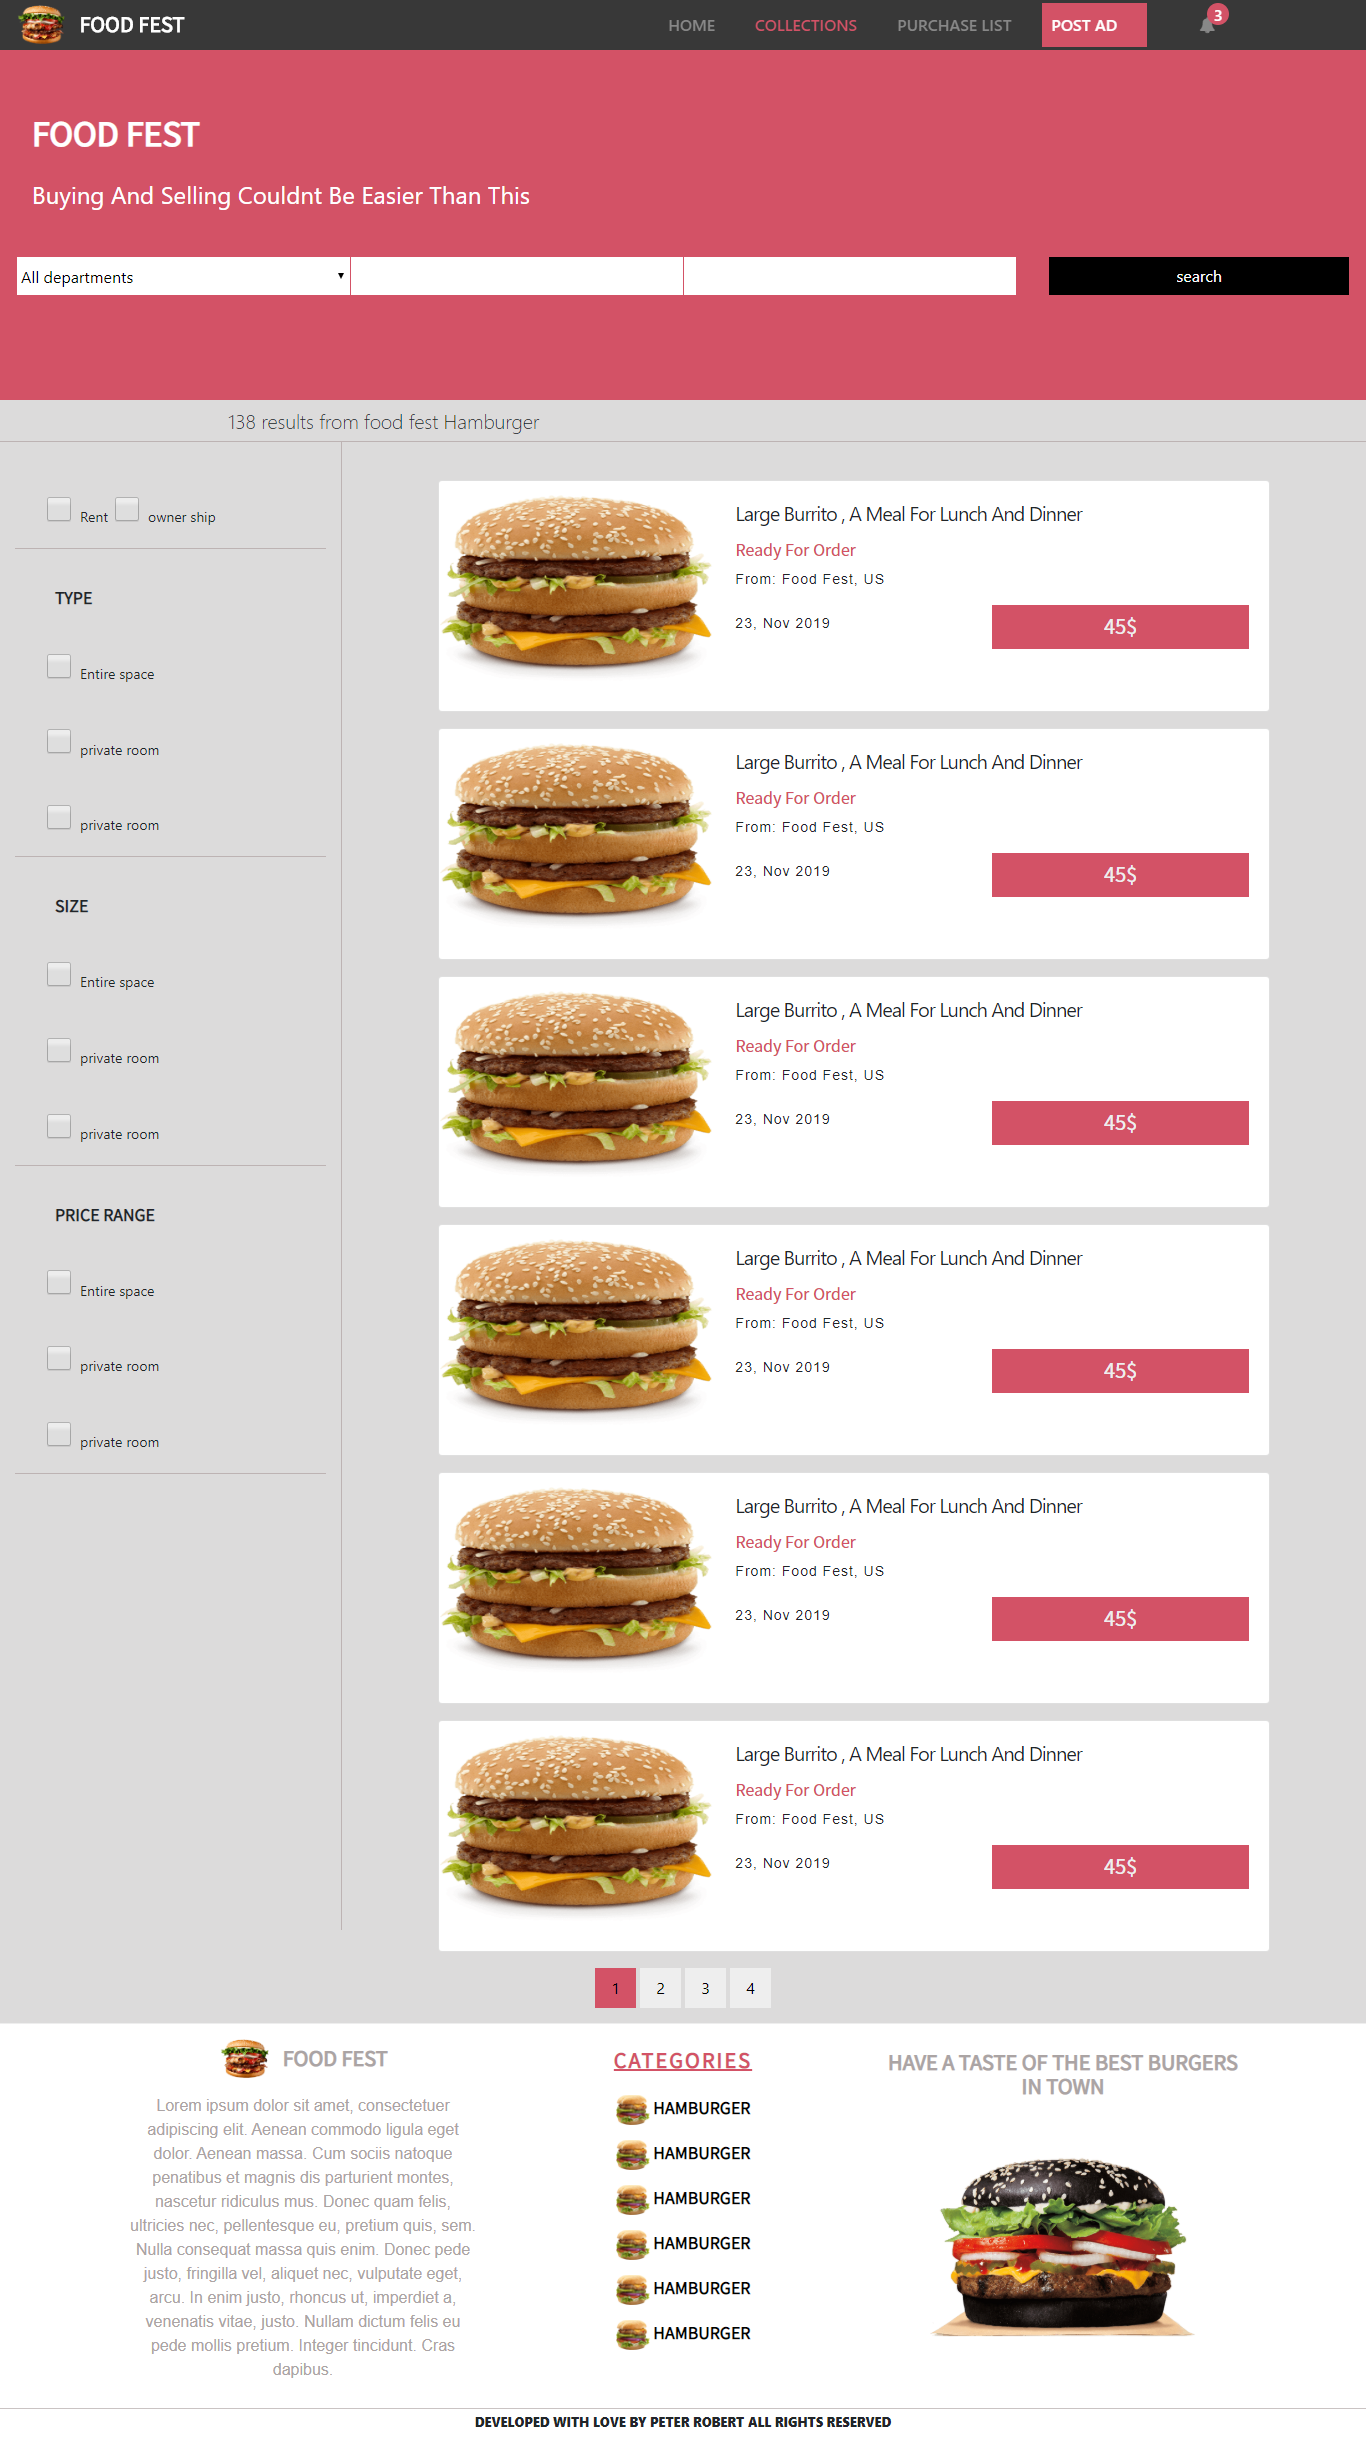 FOOD FEST
HOME
COLLECTIONS
PURCHASE LIST
POST AD
3
FOOD FEST
Buying And Selling Couldnt Be Easier Than This
All departments
search
138 results from food fest Hamburger
Rent
owner ship
TYPE
Entire space
private room
private room
SIZE
Entire space
private room
private room
PRICE RANGE
Entire space
private room
private room
Large Burrito , A Meal For Lunch And Dinner
Ready For Order
From: Food Fest, US
23, Nov 2019
45$
Large Burrito , A Meal For Lunch And Dinner
Ready For Order
From: Food Fest, US
23, Nov 2019
45$
Large Burrito , A Meal For Lunch And Dinner
Ready For Order
From: Food Fest, US
23, Nov 2019
45$
Large Burrito , A Meal For Lunch And Dinner
Ready For Order
From: Food Fest, US
23, Nov 2019
45$
Large Burrito , A Meal For Lunch And Dinner
Ready For Order
From: Food Fest, US
23, Nov 2019
45$
Large Burrito , A Meal For Lunch And Dinner
Ready For Order
From: Food Fest, US
23, Nov 2019
45$
1
2
3
4
FOOD FEST
Lorem ipsum dolor sit amet, consectetuer
adipiscing elit. Aenean commodo ligula eget
dolor. Aenean massa. Cum sociis natoque
penatibus et magnis dis parturient montes,
nascetur ridiculus mus. Donec quam felis,
ultricies nec, pellentesque eu, pretium quis, sem.
Nulla consequat massa quis enim. Donec pede
justo, fringilla vel, aliquet nec, vulputate eget,
arcu. In enim justo, rhoncus ut, imperdiet a,
venenatis vitae, justo. Nullam dictum felis eu
pede mollis pretium. Integer tincidunt. Cras
dapibus.
CATEGORIES
HAMBURGER
HAMBURGER
HAMBURGER
HAMBURGER
HAMBURGER
HAMBURGER
HAVE A TASTE OF THE BEST BURGERS
IN TOWN
DEVELOPED WITH LOVE BY PETER ROBERT ALL RIGHTS RESERVED